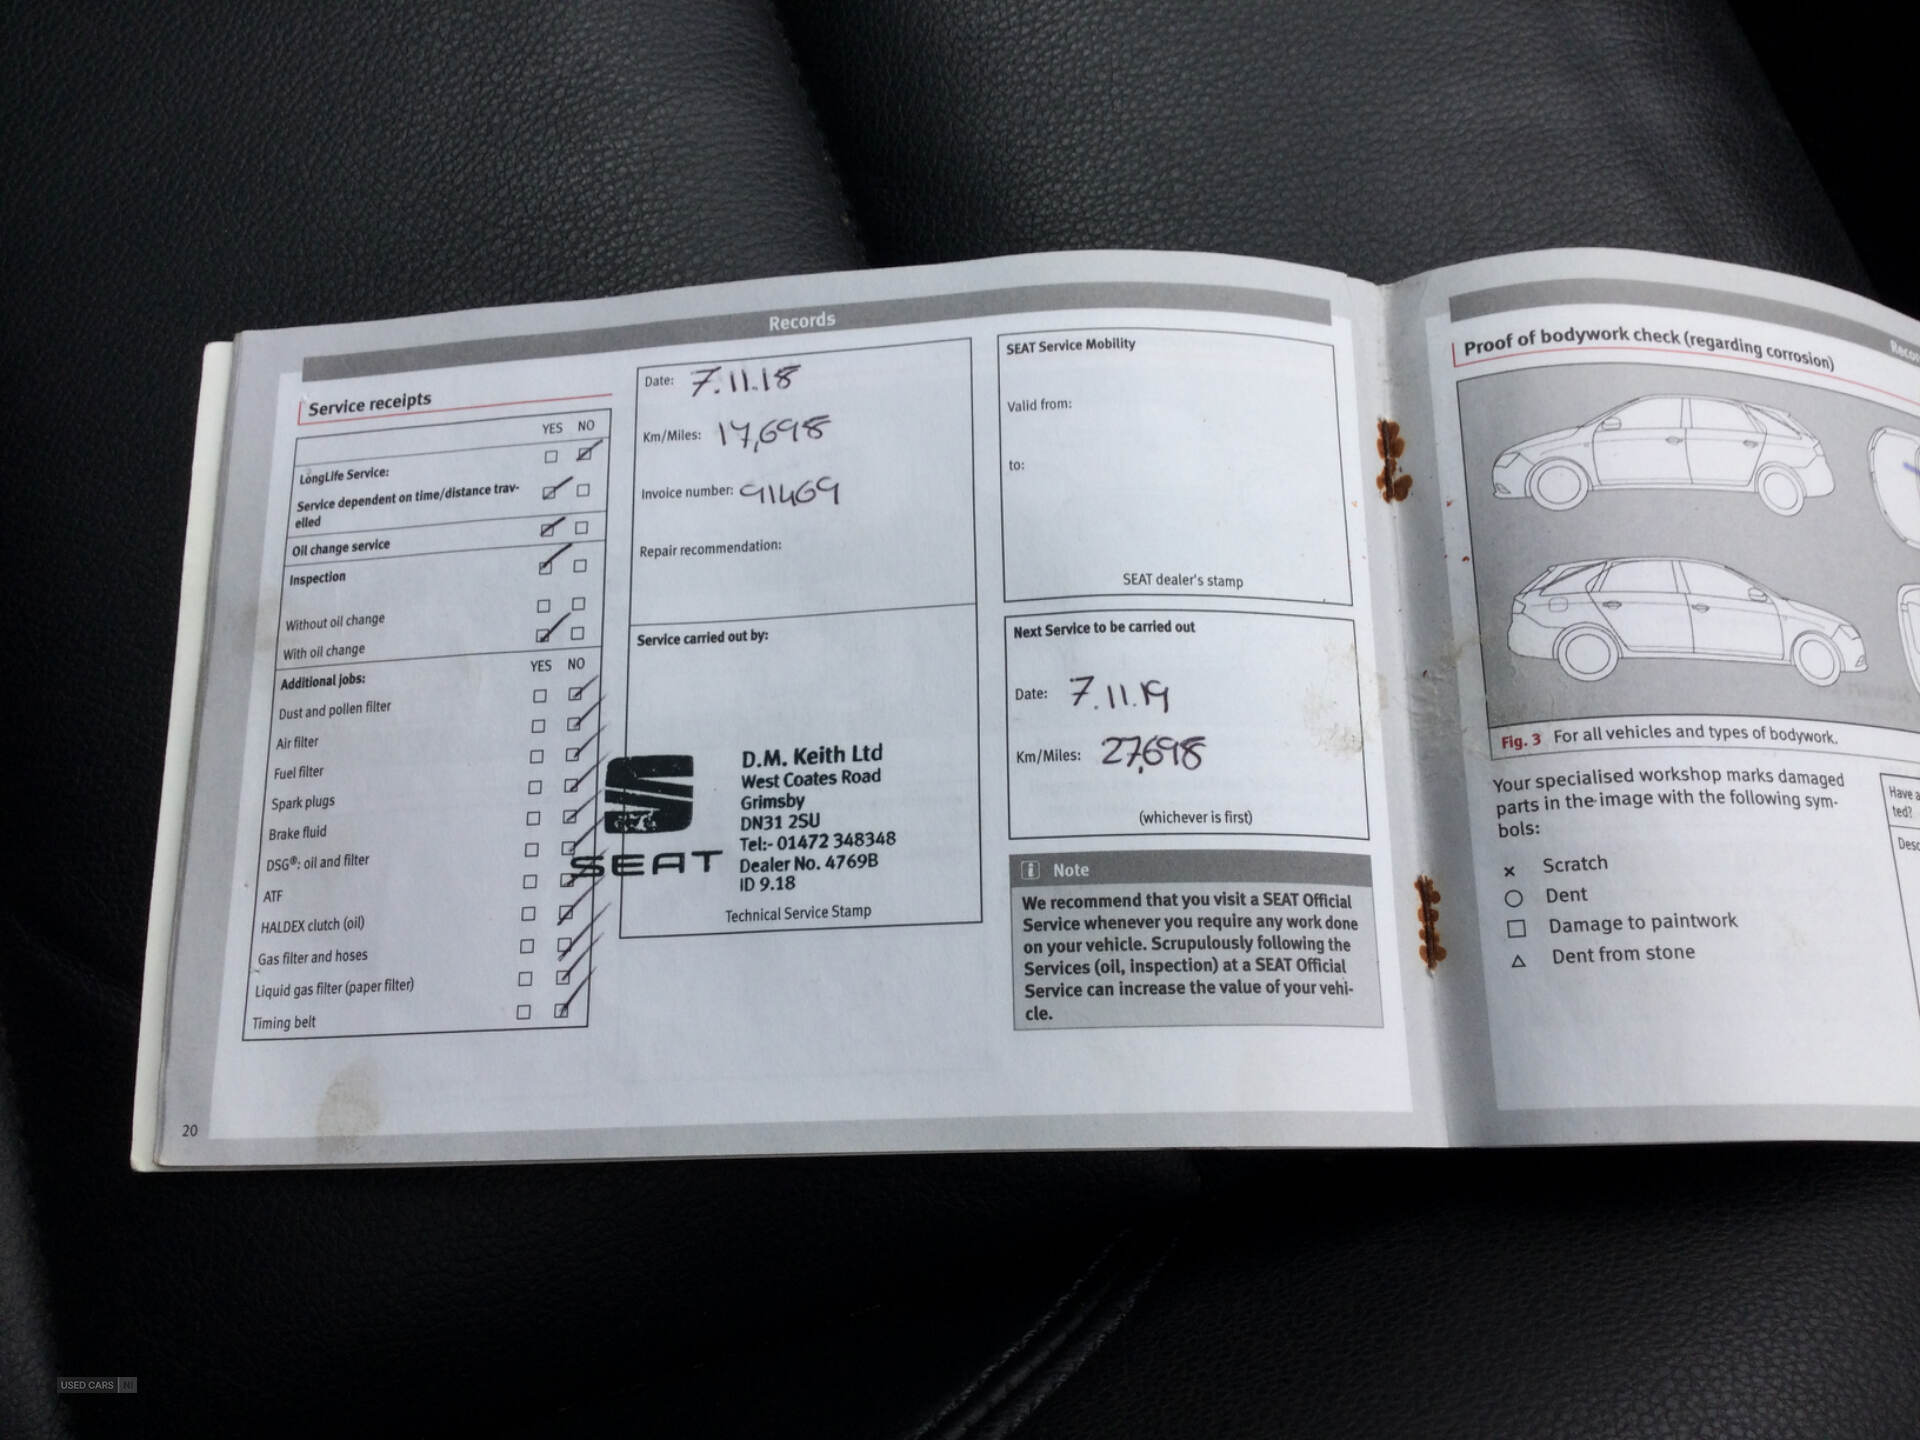 Records
Service receipts
YES NO
LongLife Service:
Service dependent on time/distance trav-
elled
Oil change service
Inspection
Without oil change
With oil change
YES NO
Additional jobs:
Dust and pollen filter
Air filter
Fuel filter
Spark plugs
Brake fluid
DSG®: oil and filter
ATF
HALDEX clutch (oil)
Gas filter and hoses
Liquid gas filter (paper filter)
Timing belt
20
Date: 7.11.18
Km/Miles: 17,698
Invoice number: 91469
Repair recommendation:
Service carried out by:
SEAT
D.M. Keith Ltd
West Coates Road
Grimsby
DN31 2SU
Tel:- 01472 348348
Dealer No. 4769B
ID 9.18
Technical Service Stamp
SEAT Service Mobility
Valid from:
to:
SEAT dealer's stamp
Next Service to be carried out
Date: 7.11.19
Km/Miles: 27,698
(whichever is first)
i Note
We recommend that you visit a SEAT Official
Service whenever you require any work done
on your vehicle. Scrupulously following the
Services (oil, inspection) at a SEAT Official
Service can increase the value of your vehi-
cle.
Proof of bodywork check (regarding corrosion)
Fig. 3 For all vehicles and types of bodywork.
Your specialised workshop marks damaged
parts in the image with the following sym-
bols:
Scratch
Dent
Damage to paintwork
Dent from stone
Have a
ted?
Desc
USED CARS NI